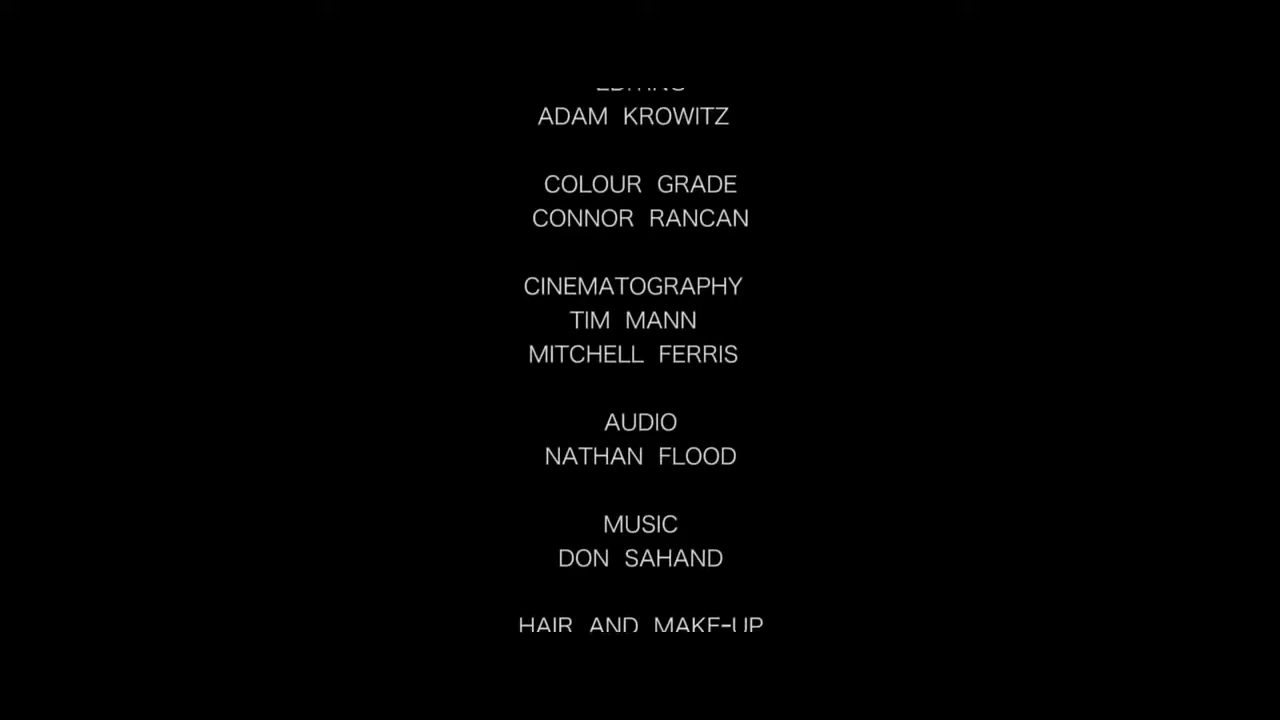 EDITING
ADAM KROWITZ
COLOUR GRADE
CONNOR RANCAN
CINEMATOGRAPHY
TIM MANN
MITCHELL FERRIS
AUDIO
NATHAN FLOOD
MUSIC
DON SAHAND
HAIR AND MAKE-UP